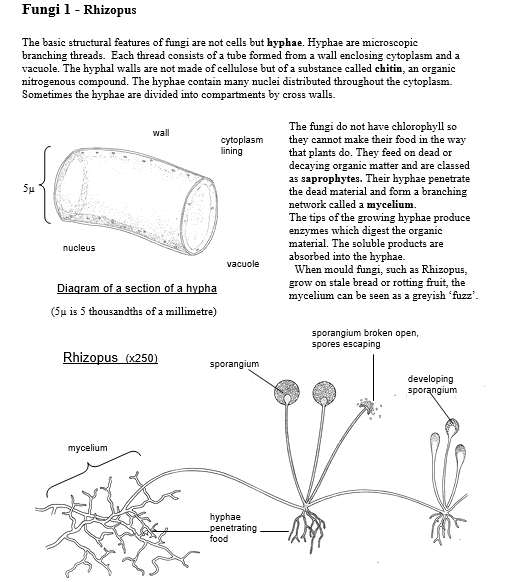 Fungi 1 - Rhizopus
The basic structural features of fungi are not cells but hyphae. Hyphae are microscopic
branching threads. Each thread consists of a tube formed from a wall enclosing cytoplasm and a
vacuole. The hyphal walls are not made of cellulose but of a substance called chitin, an organic
nitrogenous compound. The hyphae contain many nuclei distributed throughout the cytoplasm.
Sometimes the hyphae are divided into compartments by cross walls.
wall
cytoplasm
lining
5µ
nucleus
vacuole
Diagram of a section of a hypha
(5µ is 5 thousandths of a millimetre)
The fungi do not have chlorophyll so
they cannot make their food in the way
that plants do. They feed on dead or
decaying organic matter and are classed
as saprophytes. Their hyphae penetrate
the dead material and form a branching
network called a mycelium.
The tips of the growing hyphae produce
enzymes which digest the organic
material. The soluble products are
absorbed into the hyphae.
When mould fungi, such as Rhizopus,
grow on stale bread or rotting fruit, the
mycelium can be seen as a greyish ‘fuzz’.
Rhizopus (x250)
sporangium
sporangium broken open,
spores escaping
developing
sporangium
mycelium
hyphae
penetrating
food